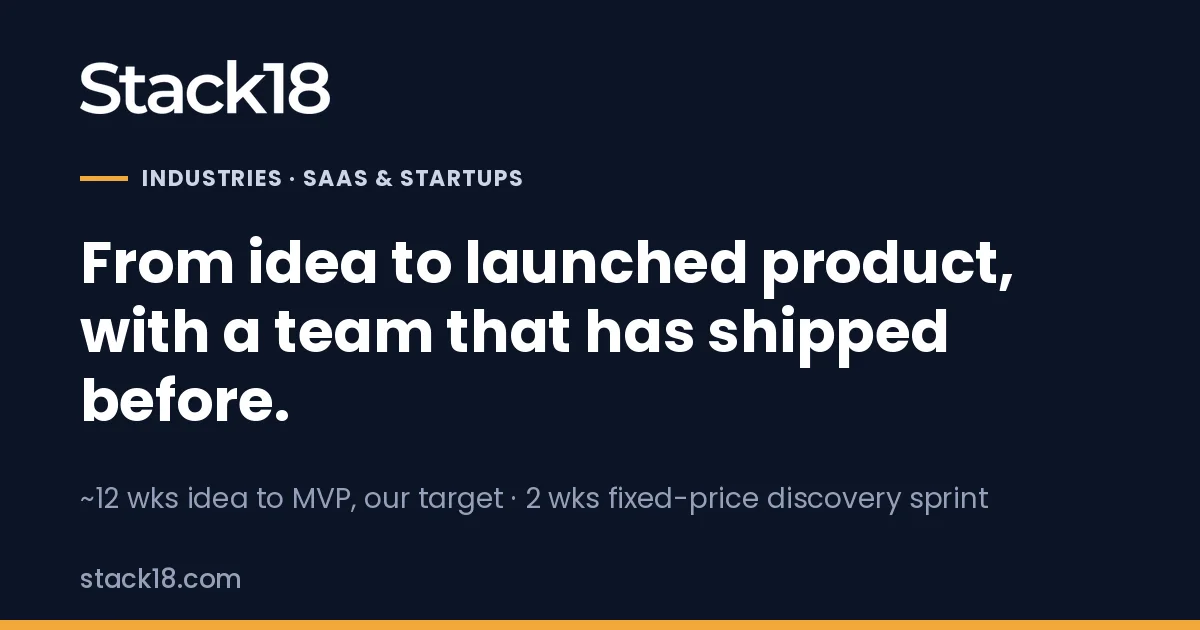 Stack18
INDUSTRIES · SAAS & STARTUPS
From idea to launched product,
with a team that has shipped
before.
~12 wks idea to MVP, our target · 2 wks fixed-price discovery sprint
stack18.com